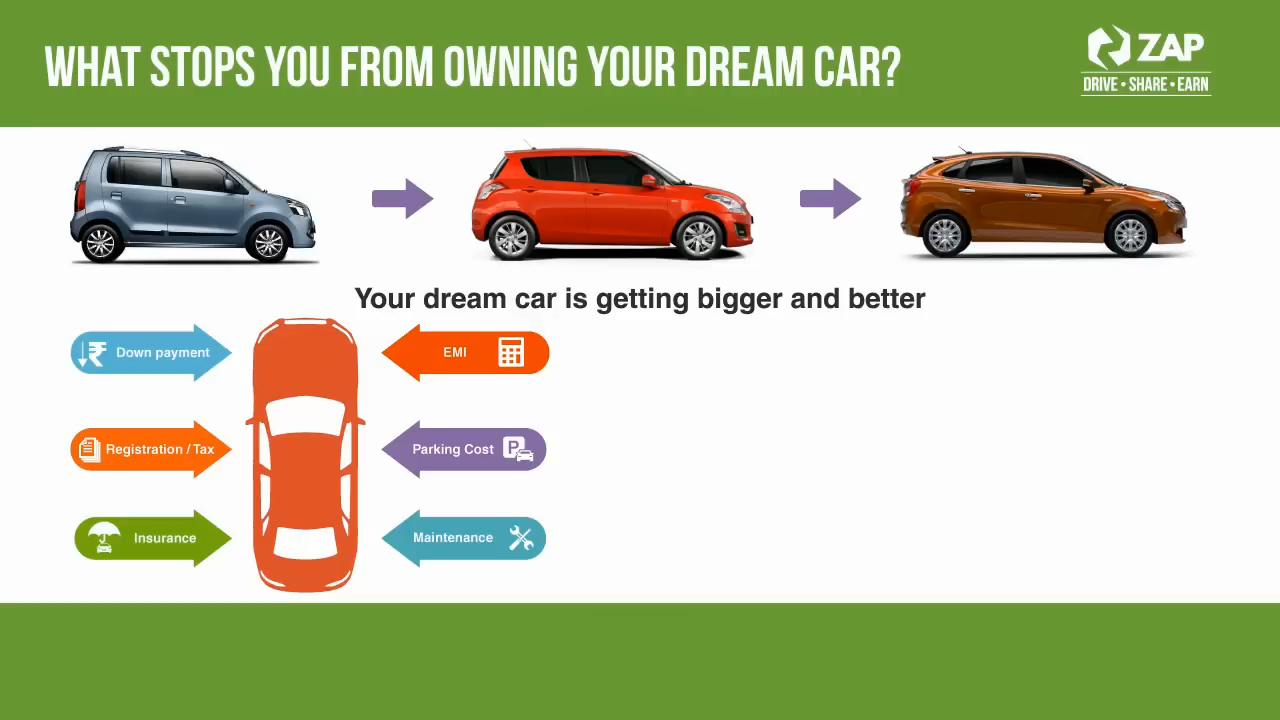 WHAT STOPS YOU FROM OWNING YOUR DREAM CAR?
ZAP
DRIVE • SHARE • EARN
Your dream car is getting bigger and better
₹ Down payment
EMI
Registration / Tax
Parking Cost P
Insurance
Maintenance